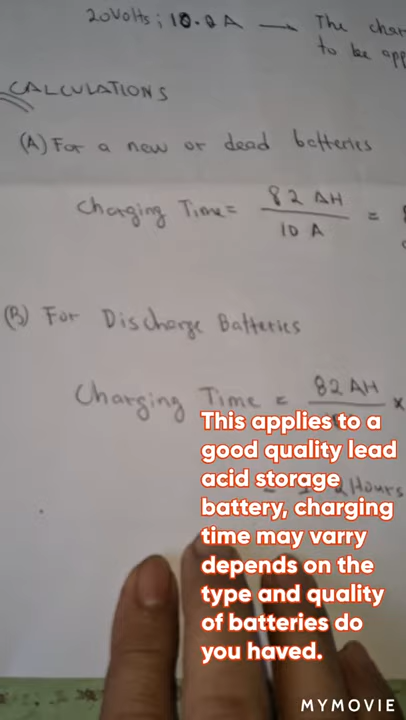 20Volts; 10.0 A → The char
to be app
CALCULATIONS
(A) For a new or dead batteries
Charging Time = 82 AH / 10 A =
(B) For Discharge Batteries
Charging Time = 82 AH ×
Hours
This applies to a
good quality lead
acid storage
battery, charging
time may varry
depends on the
type and quality
of batteries do
you haved.
MYMOVIE